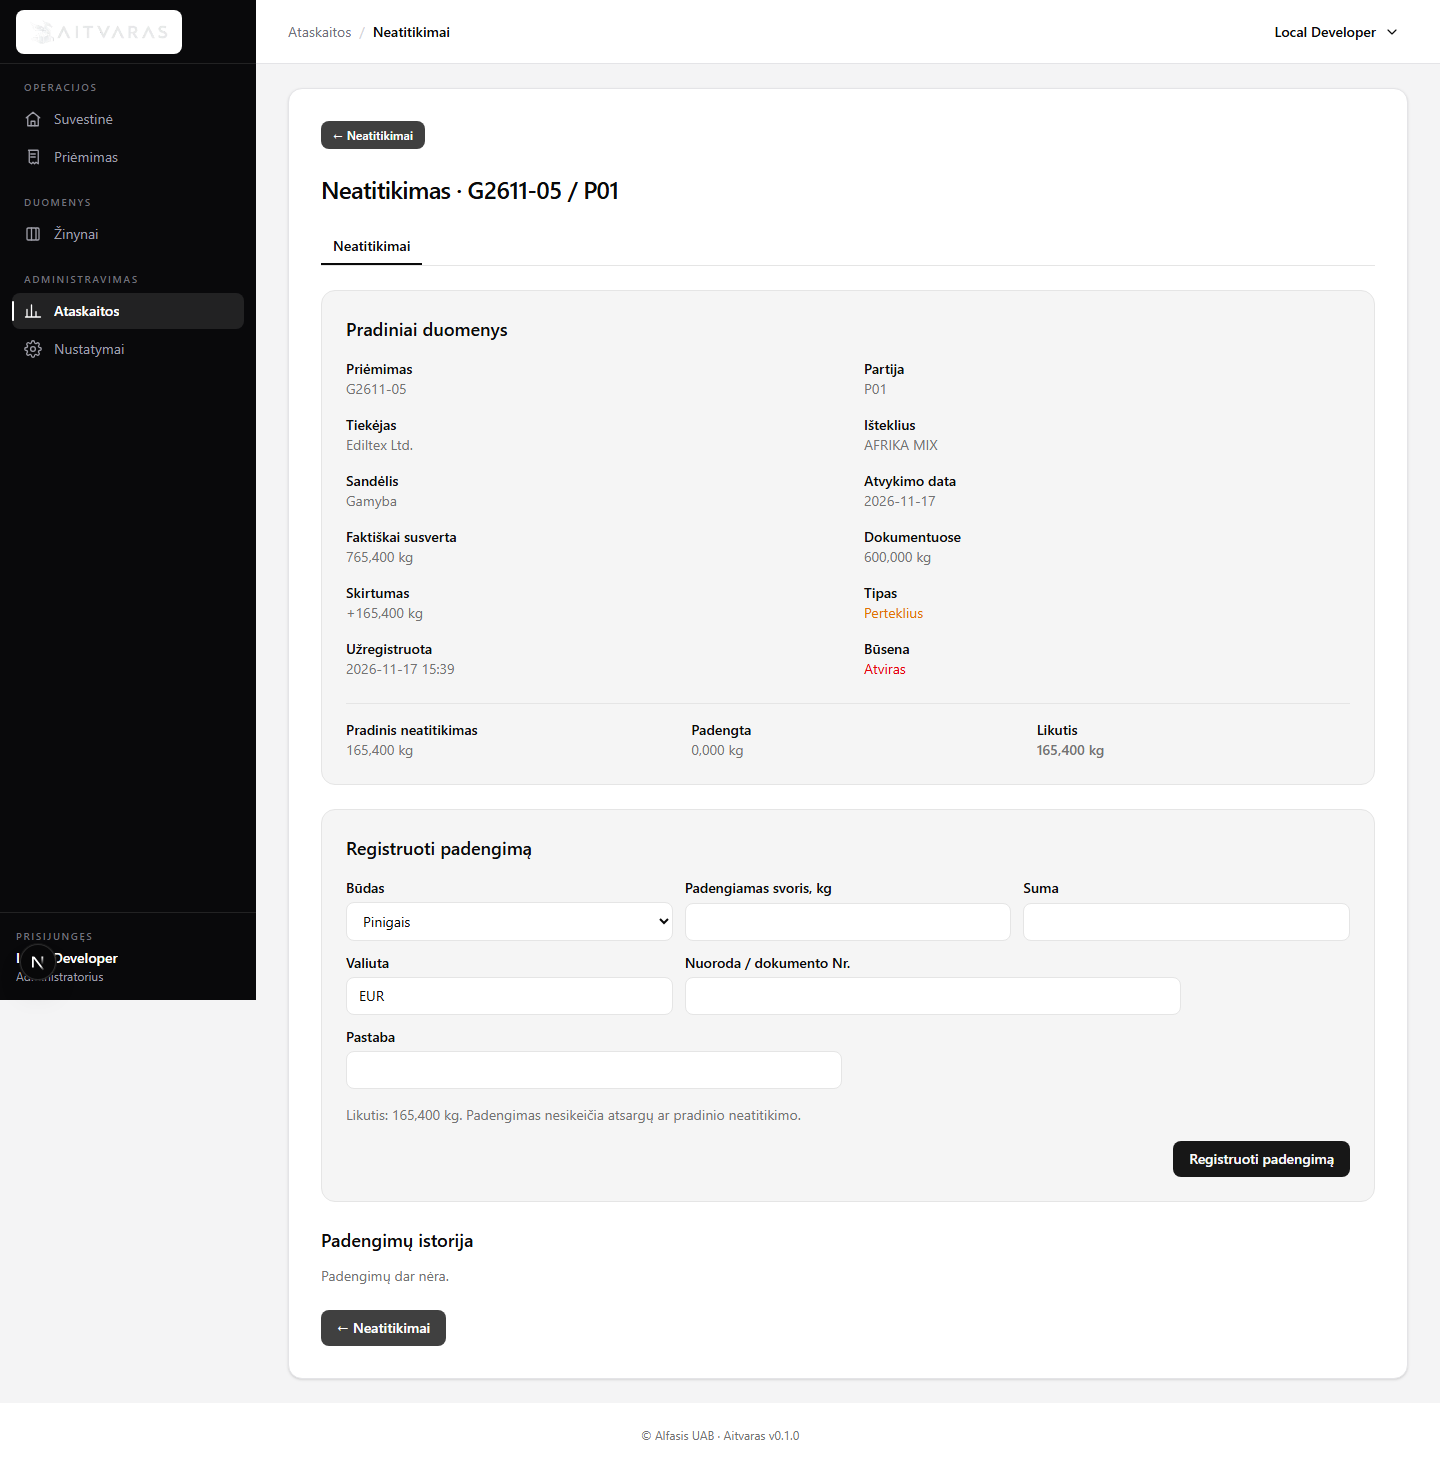 AITVARAS
Ataskaitos / Neatitikimai
Local Developer
OPERACIJOS
Suvestinė
Priėmimas
DUOMENYS
Žinynai
ADMINISTRAVIMAS
Ataskaitos
Nustatymai
← Neatitikimai
Neatitikimas · G2611-05 / P01
Neatitikimai
Pradiniai duomenys
Priėmimas
G2611-05
Partija
P01
Tiekėjas
Ediltex Ltd.
Išteklius
AFRIKA MIX
Sandėlis
Gamyba
Atvykimo data
2026-11-17
Faktiškai susverta
765,400 kg
Dokumentuose
600,000 kg
Skirtumas
+165,400 kg
Tipas
Perteklius
Užregistruota
2026-11-17 15:39
Būsena
Atviras
Pradinis neatitikimas
165,400 kg
Padengta
0,000 kg
Likutis
165,400 kg
Registruoti padengimą
Būdas
Pinigais
Padengiamas svoris, kg
Suma
Valiuta
EUR
Nuoroda / dokumento Nr.
Pastaba
Likutis: 165,400 kg. Padengimas nesikeičia atsargų ar pradinio neatitikimo.
Registruoti padengimą
Padengimų istorija
Padengimų dar nėra.
← Neatitikimai
PRISIJUNGĘS
Developer
N
© Alfasis UAB · Aitvaras v0.1.0